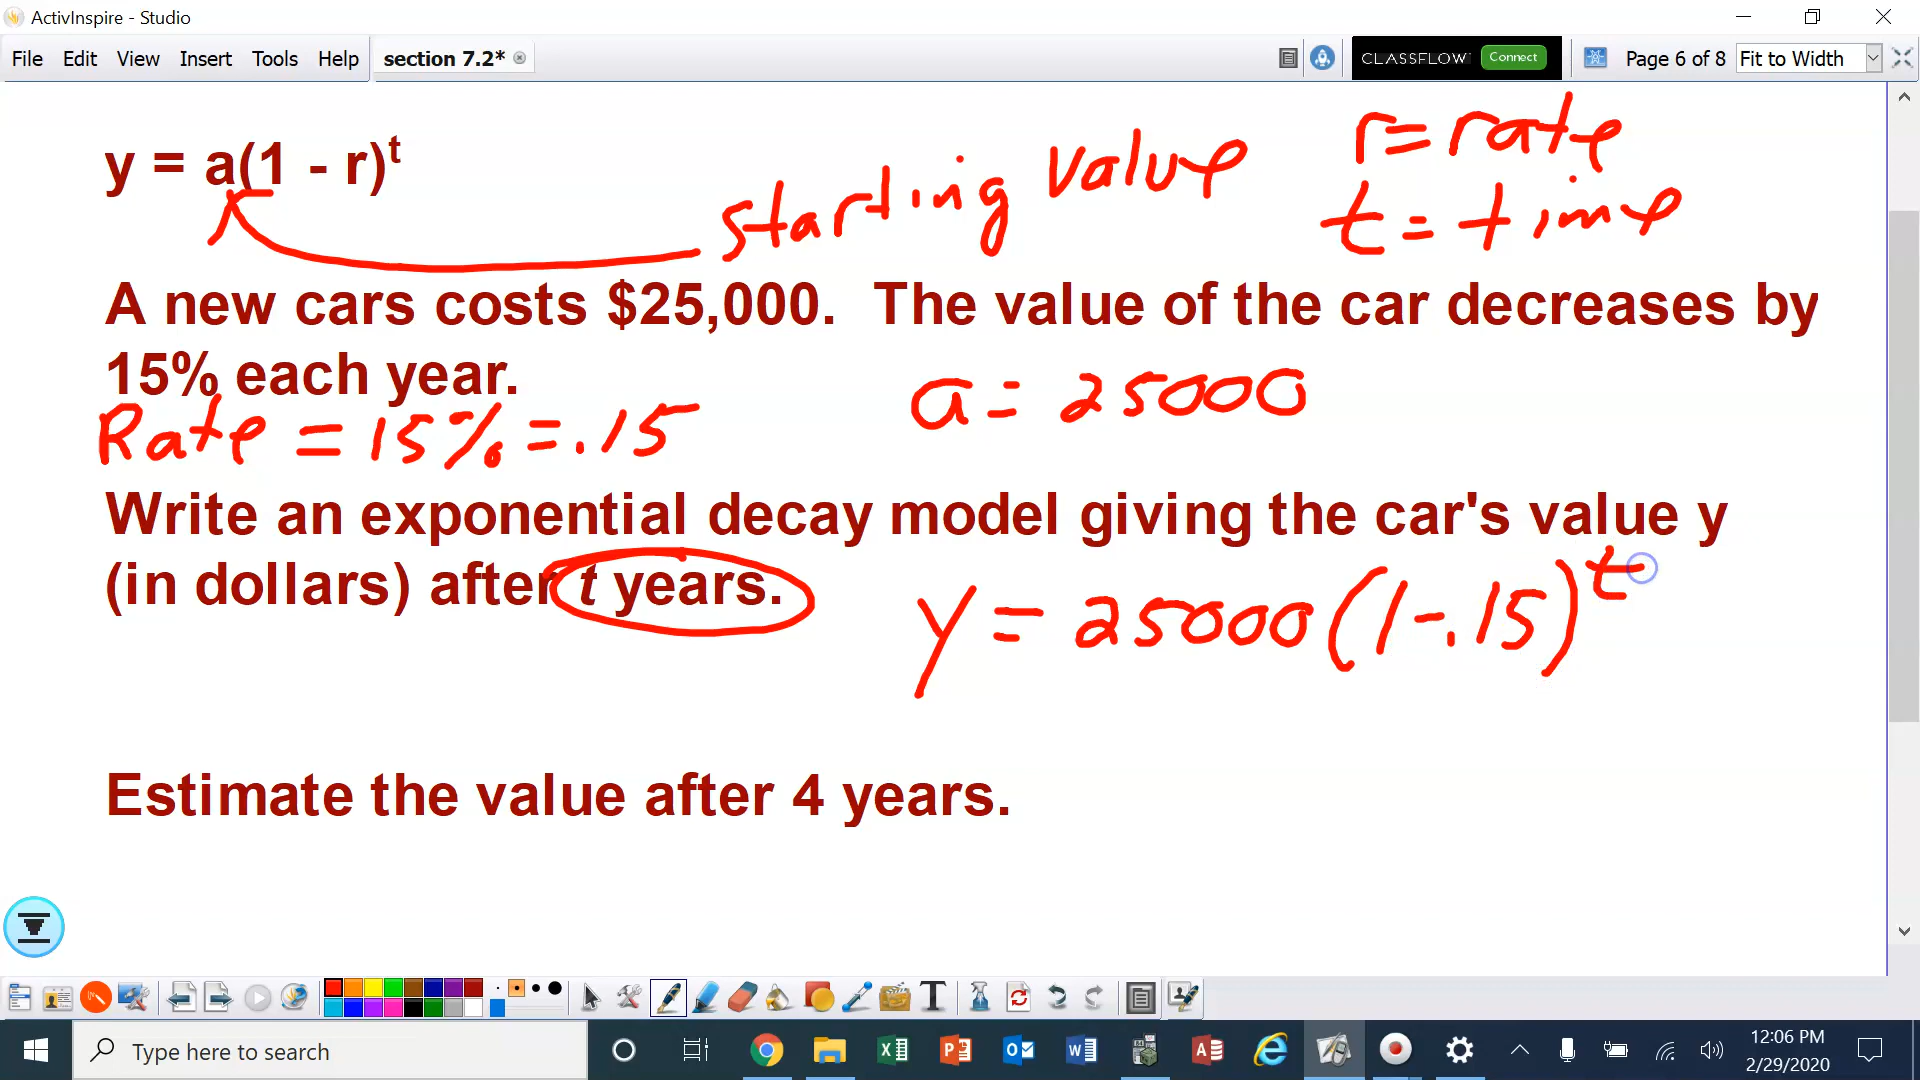 ActivInspire - Studio
File Edit View Insert Tools Help section 7.2* CLASSFLOW Connect Page 6 of 8 Fit to Width
y = a(1 - r)^t
starting value
r = rate
t = time
A new cars costs $25,000. The value of the car decreases by
15% each year.
a = 25000
Rate = 15% = .15
Write an exponential decay model giving the car's value y
(in dollars) after t years.
y = 25000(1-.15)^t
Estimate the value after 4 years.
Type here to search
12:06 PM
2/29/2020